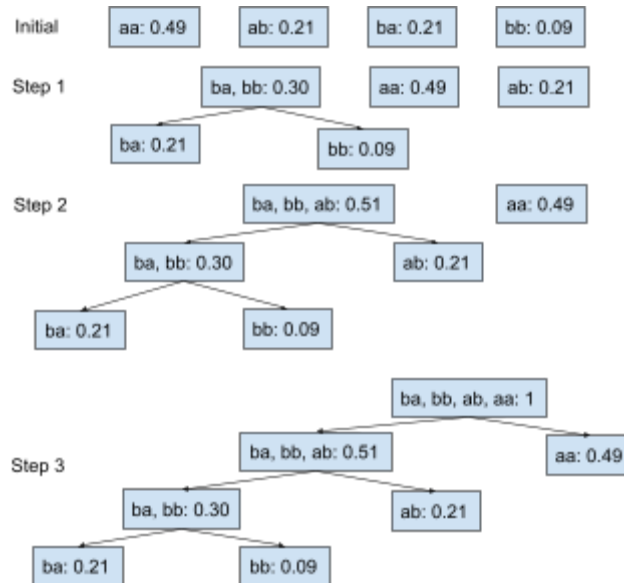 Initial aa: 0.49 ab: 0.21 ba: 0.21 bb: 0.09
Step 1 ba, bb: 0.30 aa: 0.49 ab: 0.21
ba: 0.21 bb: 0.09
Step 2 ba, bb, ab: 0.51 aa: 0.49
ba, bb: 0.30 ab: 0.21
ba: 0.21 bb: 0.09
ba, bb, ab, aa: 1
ba, bb, ab: 0.51 aa: 0.49
Step 3
ba, bb: 0.30 ab: 0.21
ba: 0.21 bb: 0.09